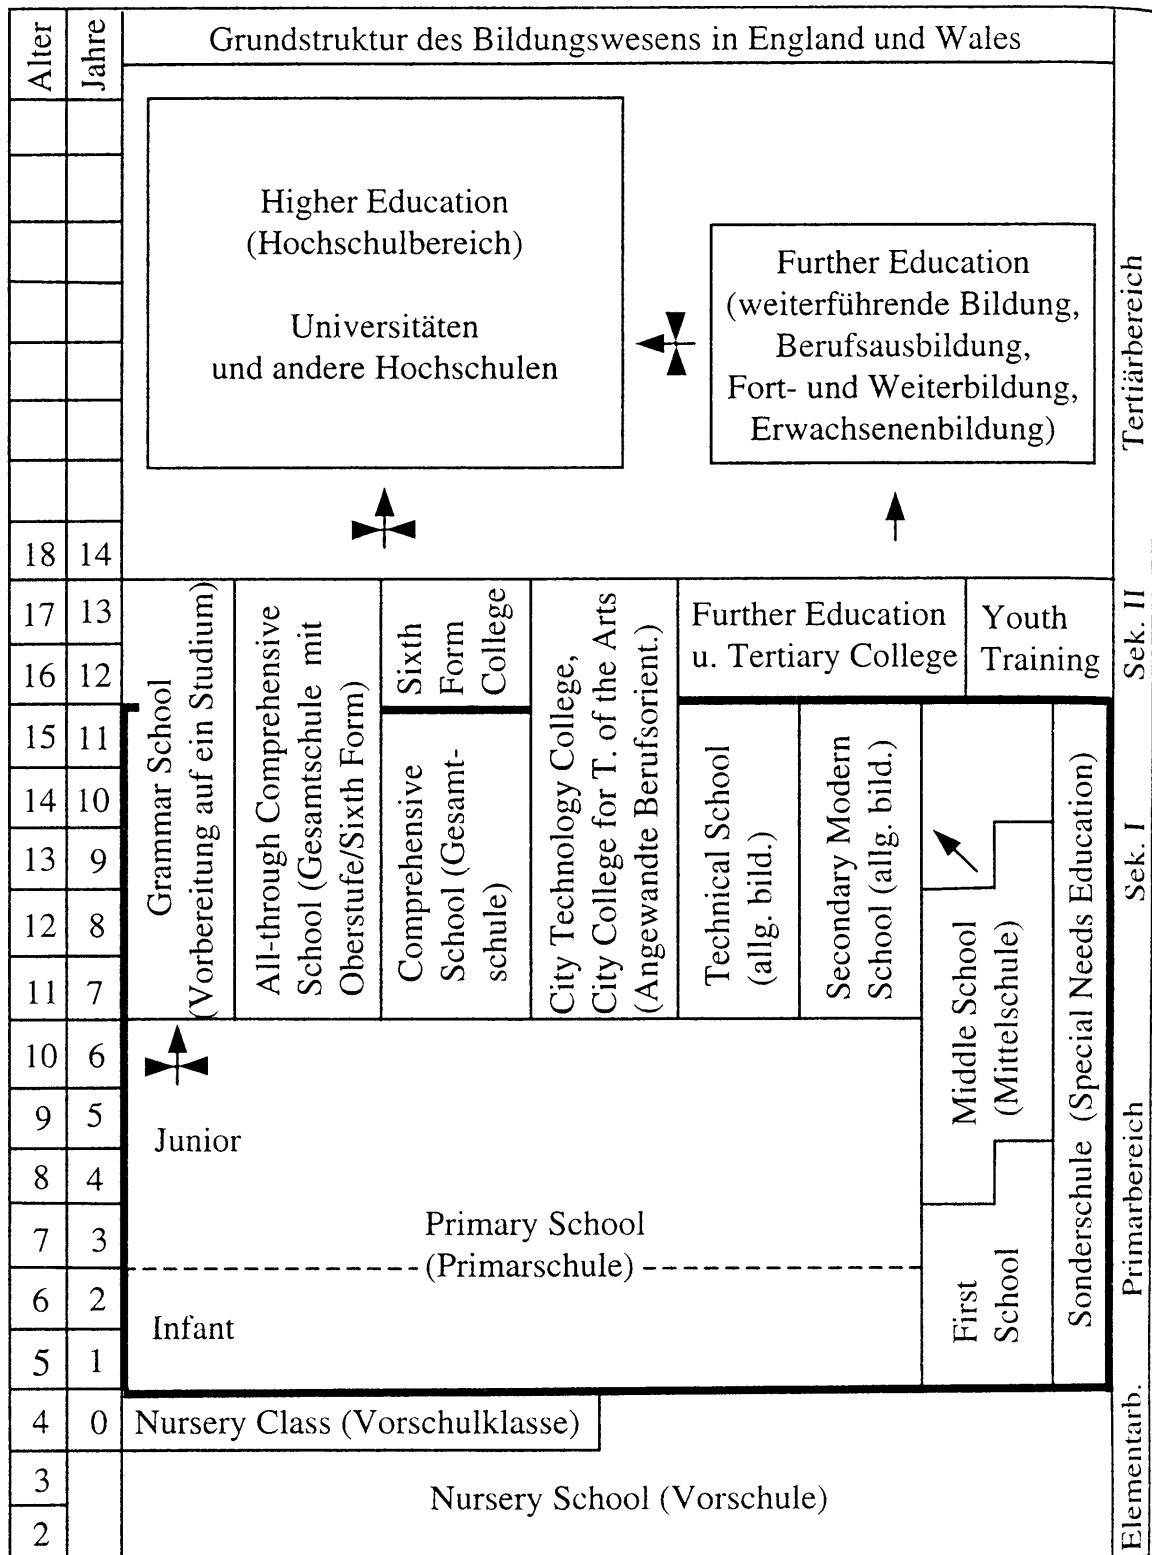 Alter
Jahre
Grundstruktur des Bildungswesens in England und Wales
Higher Education
(Hochschulbereich)
Universitäten
und andere Hochschulen
Further Education
(weiterführende Bildung,
Berufsausbildung,
Fort- und Weiterbildung,
Erwachsenenbildung)
Tertiärbereich
18 14
17 13
16 12
15 11
14 10
13 9
12 8
11 7
10 6
9 5
8 4
7 3
6 2
5 1
4 0
3
2
Grammar School
(Vorbereitung auf ein Studium)
All-through Comprehensive
School (Gesamtschule mit
Oberstufe/Sixth Form)
Sixth
Form
College
Comprehensive
School (Gesamt-
schule)
City Technology College,
City College for T. of the Arts
(Angewandte Berufsorient.)
Further Education
u. Tertiary College
Youth
Training
Sek. II
Technical School
(allg. bild.)
Secondary Modern
School (allg. bild.)
Middle School
(Mittelschule)
First
School
Sonderschule (Special Needs Education)
Sek. I
Junior
Primary School
(Primarschule)
Infant
Primarbereich
Nursery Class (Vorschulklasse)
Nursery School (Vorschule)
Elementarb.